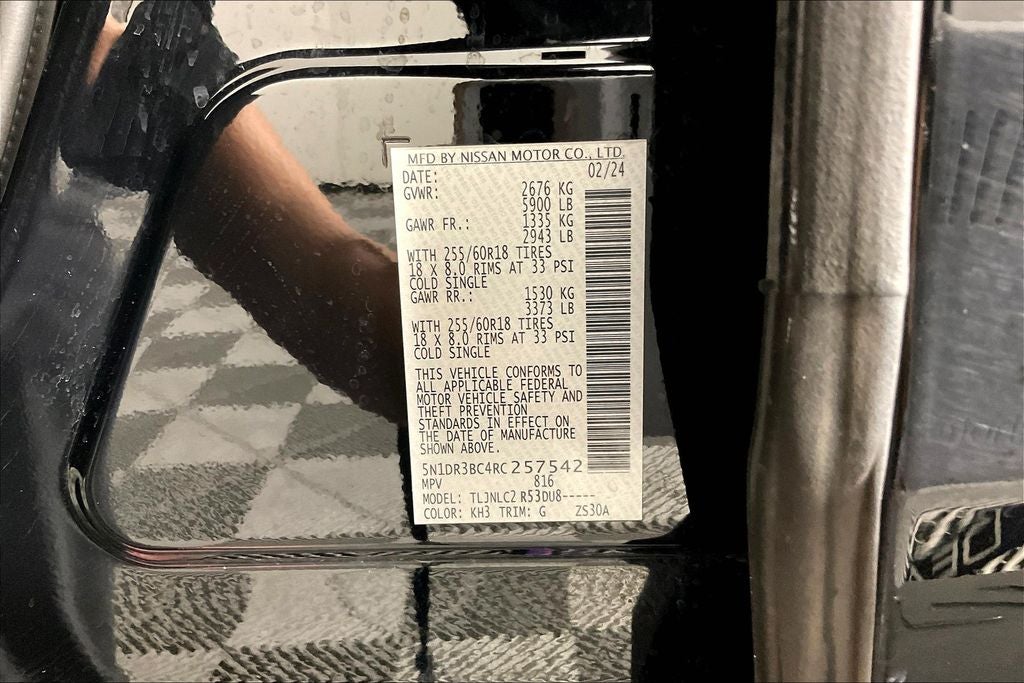 MFD BY NISSAN MOTOR CO., LTD.
DATE: 02/24
GVWR: 2676 KG
5900 LB
GAWR FR.: 1335 KG
2943 LB
WITH 255/60R18 TIRES
18 X 8.0 RIMS AT 33 PSI
COLD SINGLE
GAWR RR.: 1530 KG
3373 LB
WITH 255/60R18 TIRES
18 X 8.0 RIMS AT 33 PSI
COLD SINGLE
THIS VEHICLE CONFORMS TO
ALL APPLICABLE FEDERAL
MOTOR VEHICLE SAFETY AND
THEFT PREVENTION
STANDARDS IN EFFECT ON
THE DATE OF MANUFACTURE
SHOWN ABOVE.
5N1DR3BC4RC257542
MPV 816
MODEL: TLJNLC2 R53DU8-----
COLOR: KH3 TRIM: G ZS30A